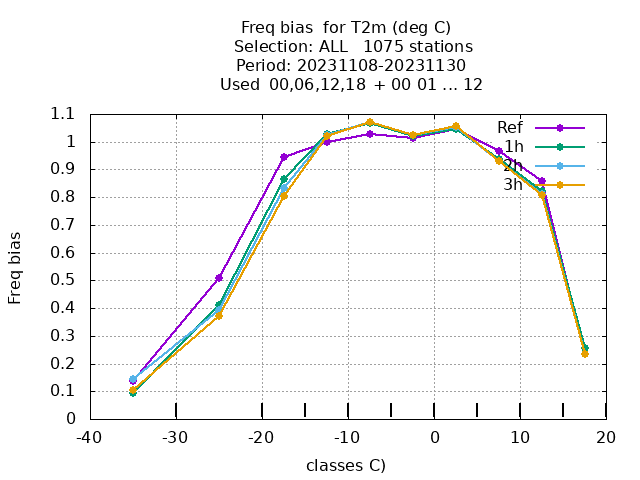 Freq bias  for T2m (deg C)
Selection: ALL   1075 stations
Period: 20231108-20231130
Used  00,06,12,18  + 00 01 ... 12
Ref
1h
2h
3h
1.1
1
0.9
0.8
0.7
0.6
0.5
0.4
0.3
0.2
0.1
0
Freq bias
-40 -30 -20 -10 0 10 20
classes C)